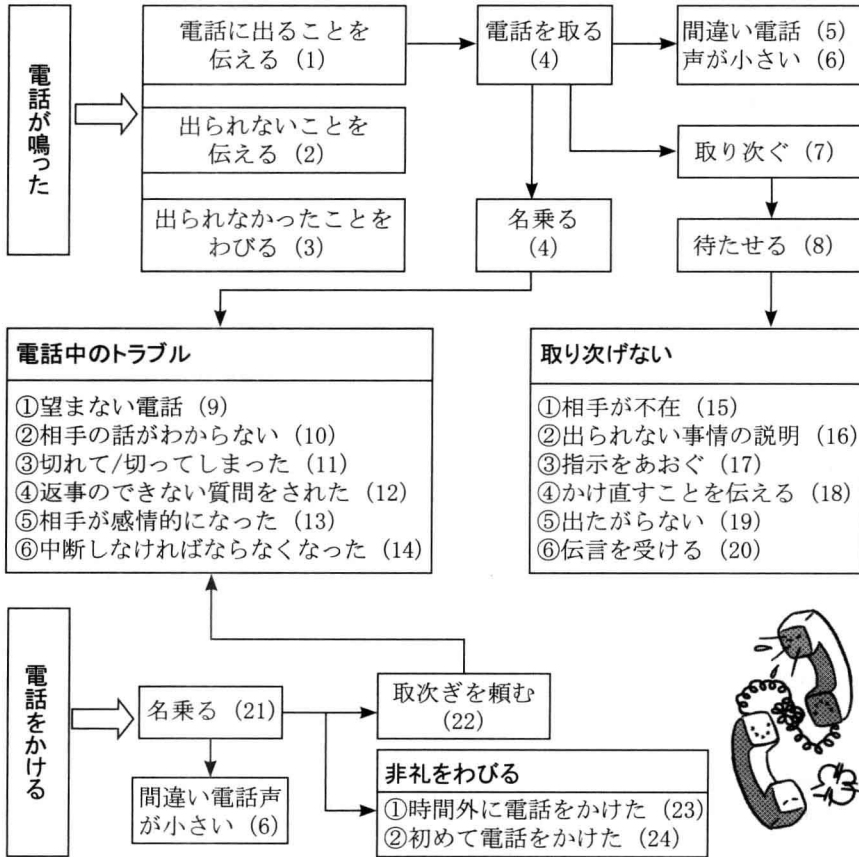 電話が鳴った
電話に出ることを
伝える (1)
出られないことを
伝える (2)
出られなかったことを
わびる (3)
電話を取る
(4)
名乗る
(4)
間違い電話 (5)
声が小さい (6)
取り次ぐ (7)
待たせる (8)
電話中のトラブル
①望まない電話 (9)
②相手の話がわからない (10)
③切れて/切ってしまった (11)
④返事のできない質問をされた (12)
⑤相手が感情的になった (13)
⑥中断しなければならなくなった (14)
取り次げない
①相手が不在 (15)
②出られない事情の説明 (16)
③指示をあおぐ (17)
④かけ直すことを伝える (18)
⑤出たがらない (19)
⑥伝言を受ける (20)
電話をかける
名乗る (21)
間違い電話声
が小さい (6)
取次ぎを頼む
(22)
非礼をわびる
①時間外に電話をかけた (23)
②初めて電話をかけた (24)